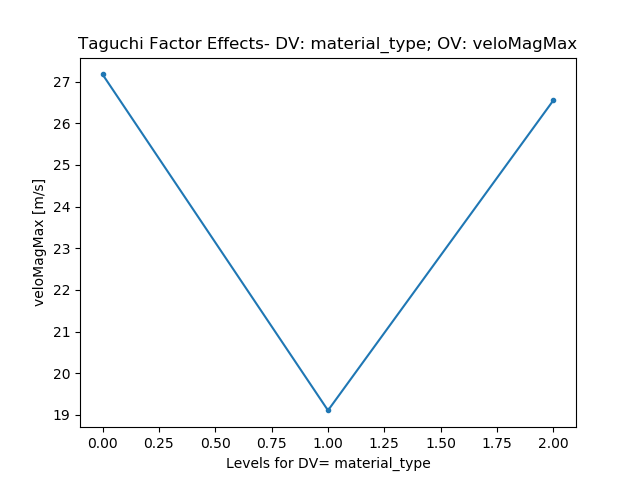 Taguchi Factor Effects- DV: material_type; OV: veloMagMax
27
26
25
24
23
22
21
20
19
veloMagMax [m/s]
0.00 0.25 0.50 0.75 1.00 1.25 1.50 1.75 2.00
Levels for DV= material_type